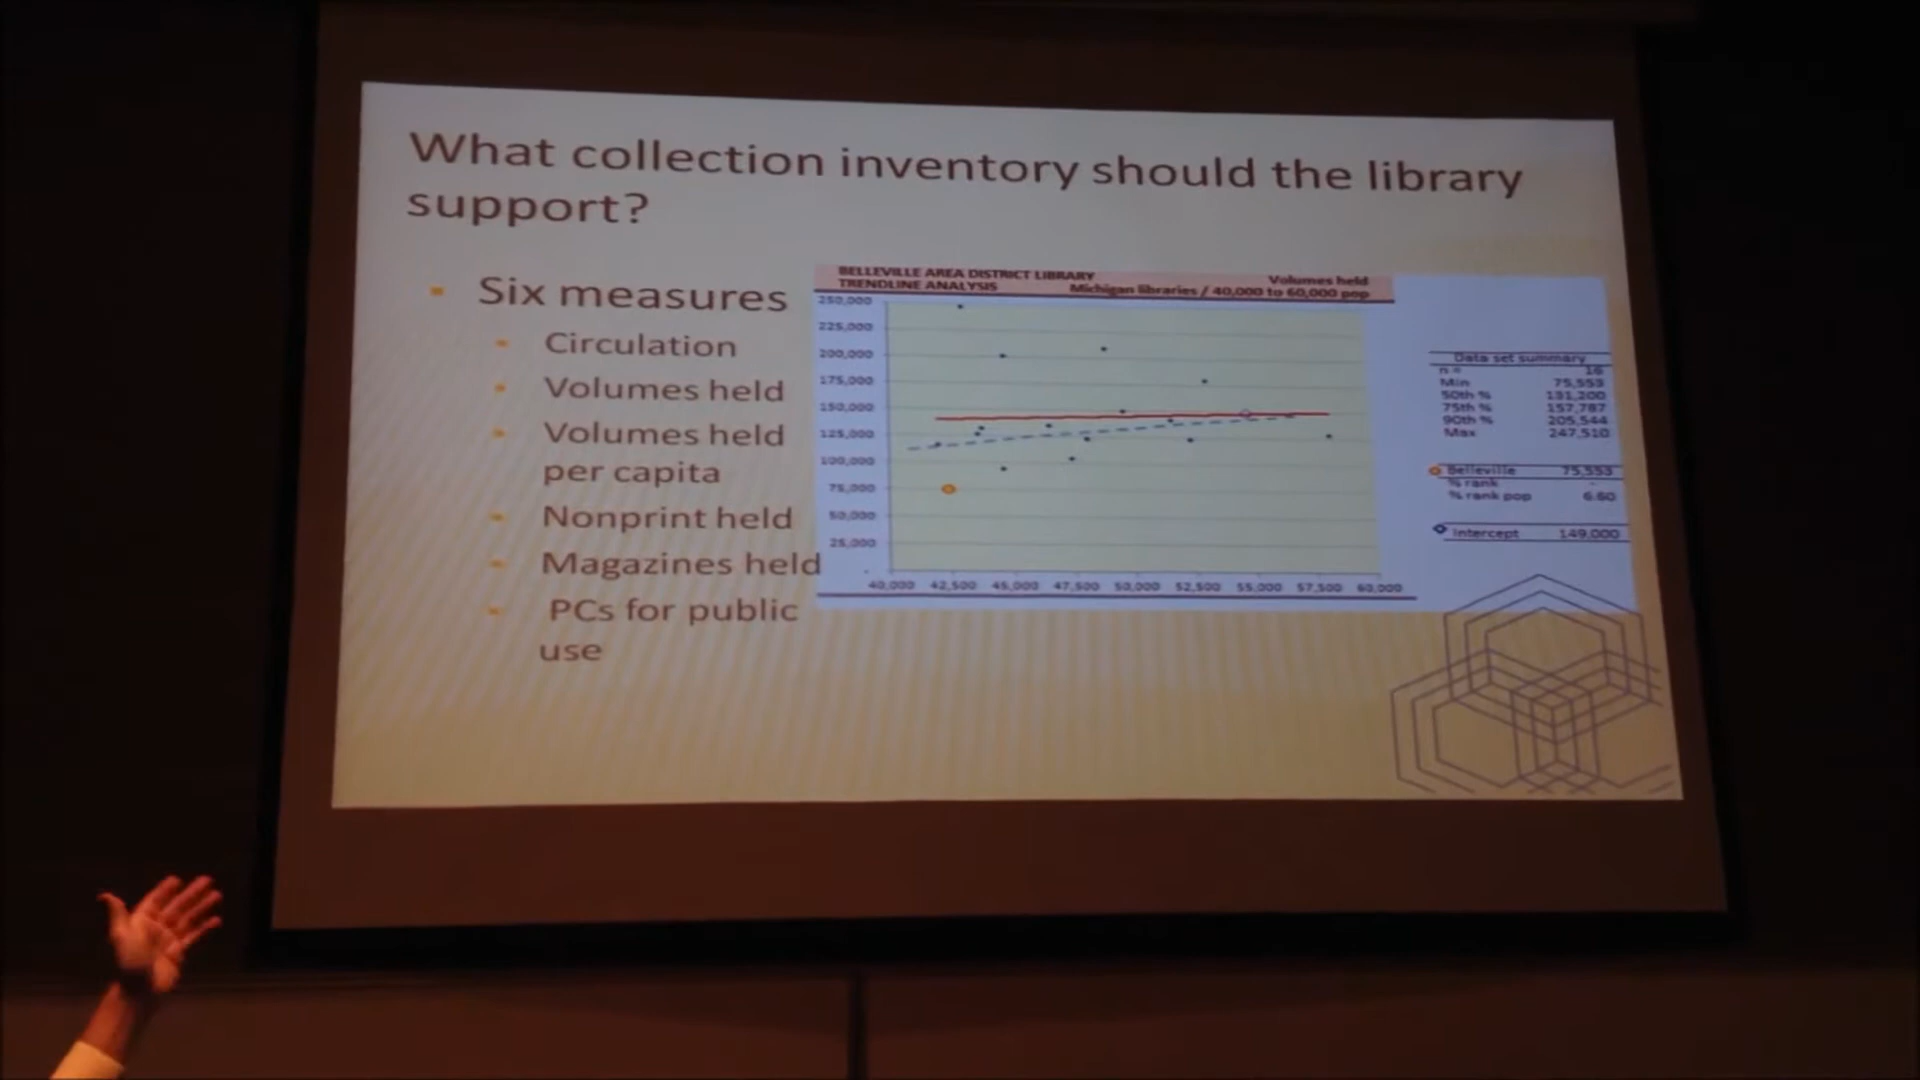 What collection inventory should the library
support?
Six measures
Circulation
Volumes held
Volumes held
per capita
Nonprint held
Magazines held
PCs for public
use
BELLEVILLE AREA DISTRICT LIBRARY
TRENDLINE ANALYSIS
Volumes held
Michigan libraries / 40,000 to 60,000 pop
250,000
225,000
200,000
175,000
150,000
125,000
100,000
75,000
50,000
25,000
-
40,000 42,500 45,000 47,500 50,000 52,500 55,000 57,500 60,000
Data set summary
n = 16
Min 75,553
50th % 131,200
75th % 157,787
90th % 205,544
Max 247,510
Belleville 75,553
% rank -
% rank pop 6.60
Intercept 149,000